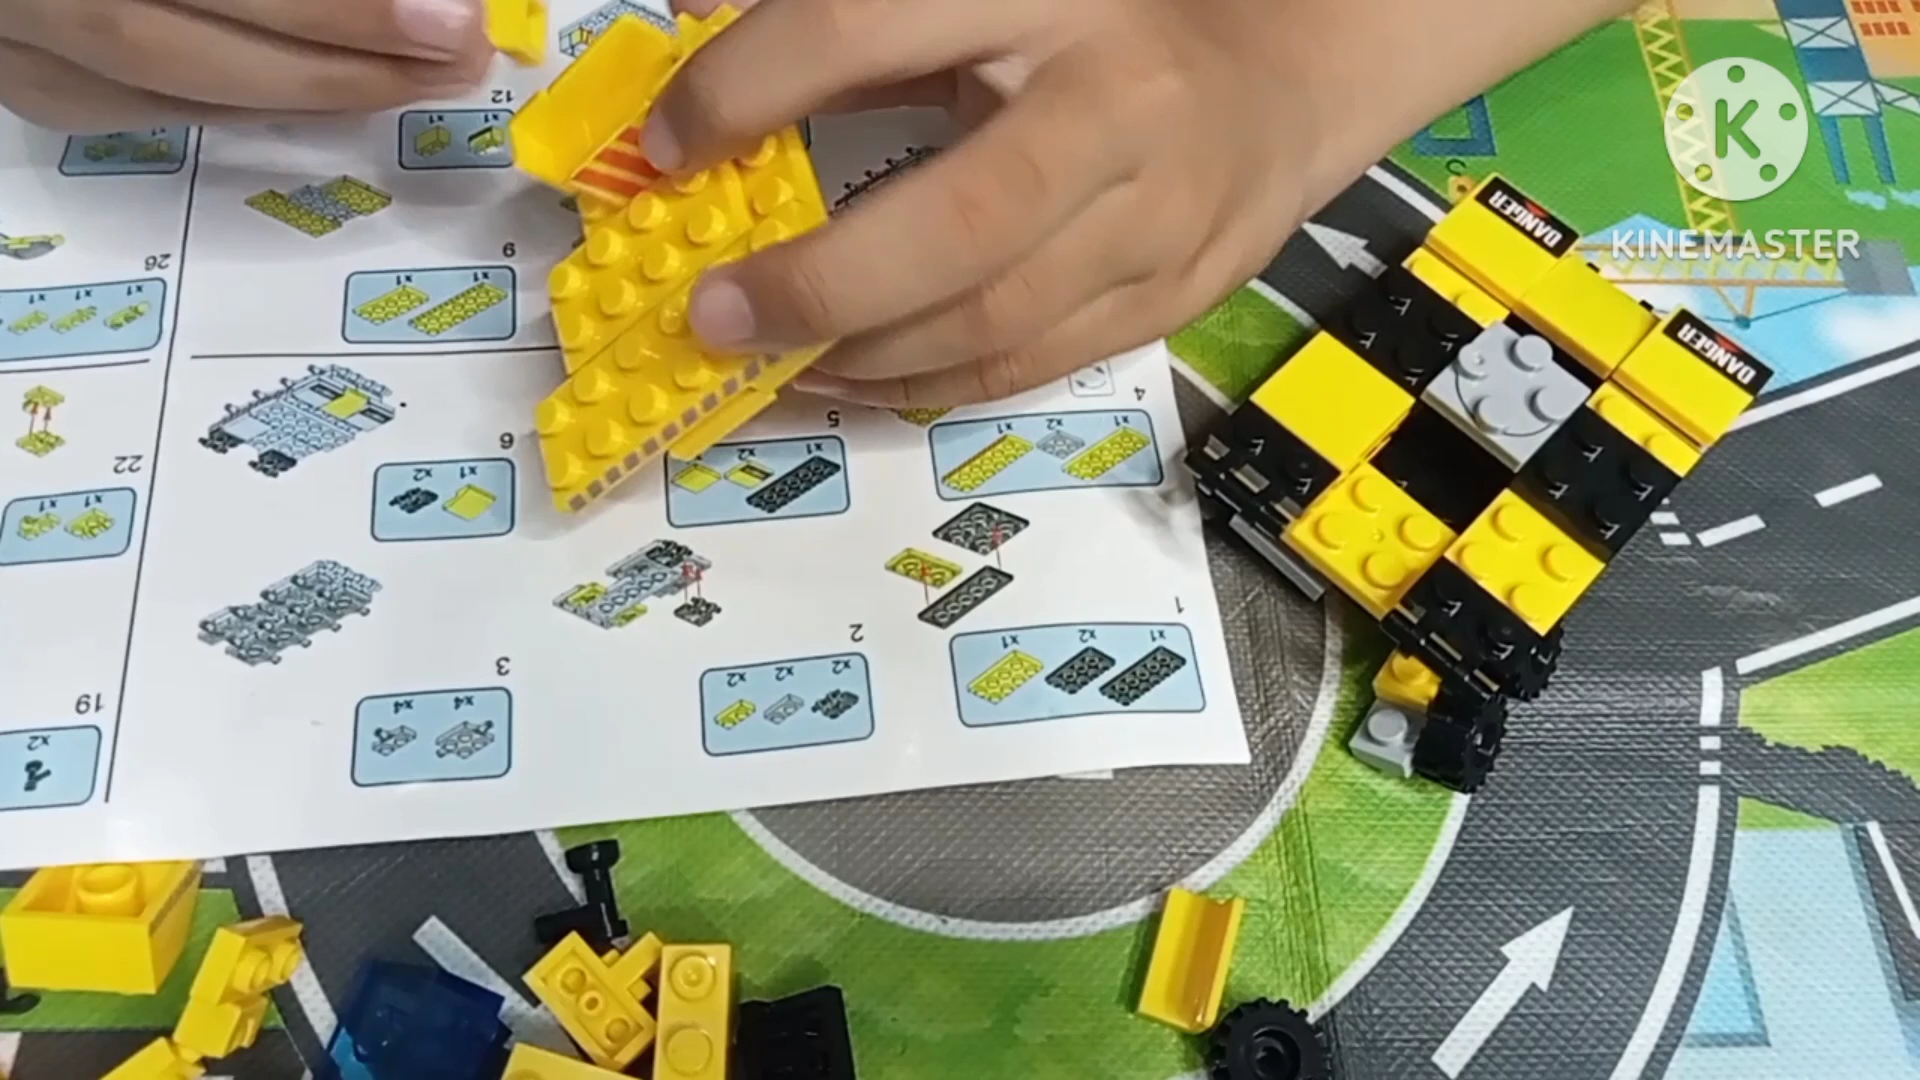 K
KINEMASTER
DANGER
DANGER
12
x1 x1
9
x1 x1
26
x1 x1 x1
4
x1 x2 x1
5
x1 x2
6
x1 x2
22
x1 x1
1
x1 x2 x1
2
x2 x2 x2
3
x4 x4
19
x2